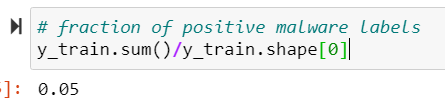 # fraction of positive malware labels
y_train.sum()/y_train.shape[0]
]: 0.05